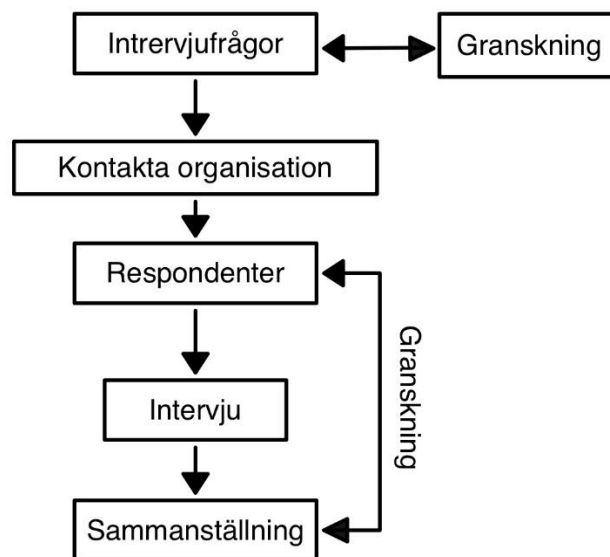 Intrervjufrågor
Granskning
Kontakta organisation
Respondenter
Granskning
Intervju
Sammanställning